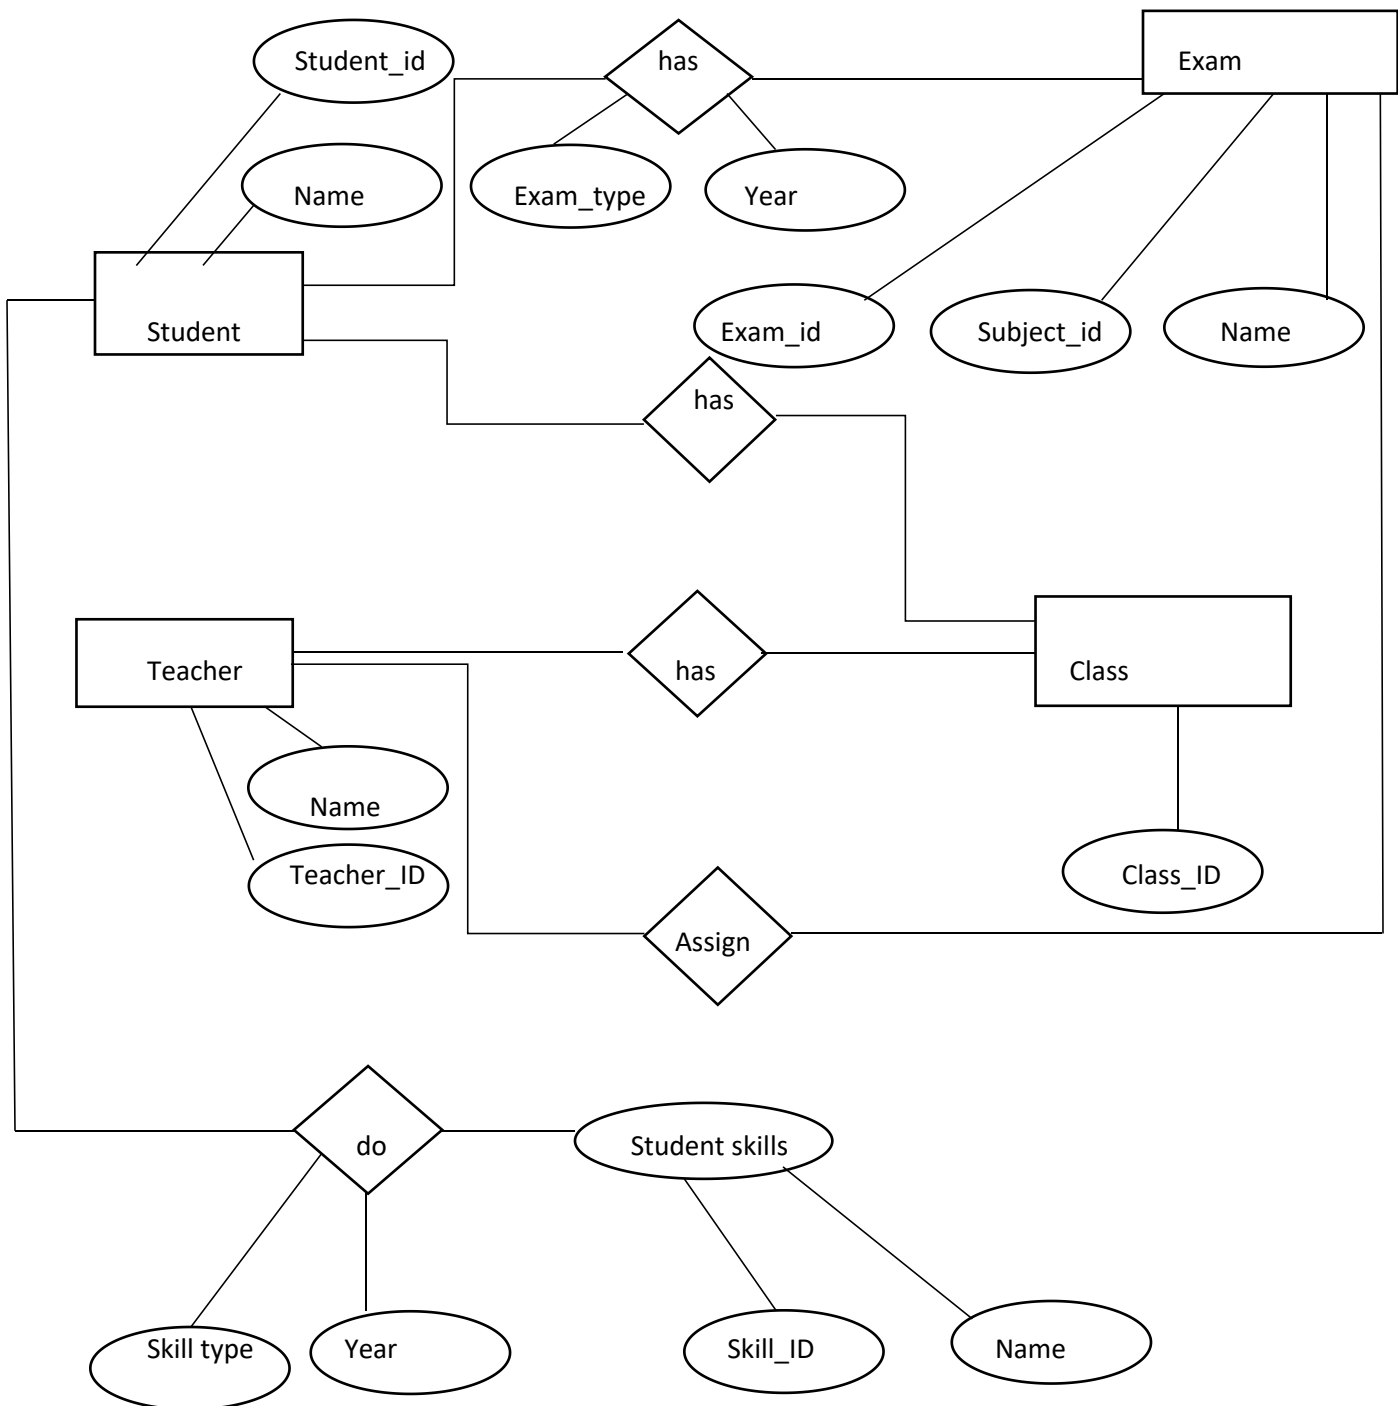 Student_id
has
Exam
Name
Exam_type
Year
Student
Exam_id
Subject_id
Name
has
Teacher
has
Class
Name
Teacher_ID
Class_ID
Assign
do
Student skills
Skill type
Year
Skill_ID
Name